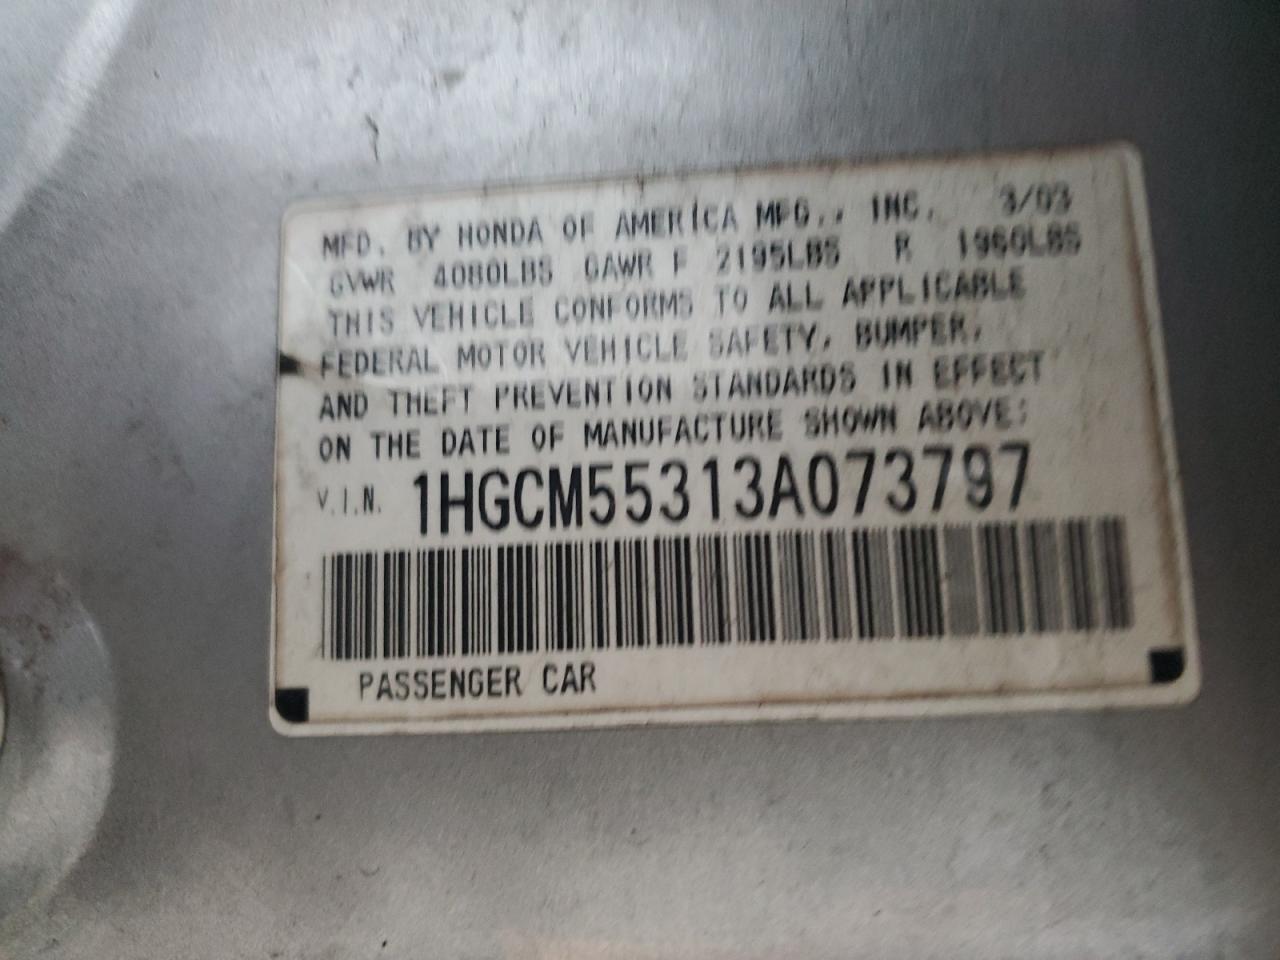 MFD. BY HONDA OF AMERICA MFG., INC. 3/03
GVWR 4080LBS GAWR F 2195LBS R 1960LBS
THIS VEHICLE CONFORMS TO ALL APPLICABLE
FEDERAL MOTOR VEHICLE SAFETY, BUMPER,
AND THEFT PREVENTION STANDARDS IN EFFECT
ON THE DATE OF MANUFACTURE SHOWN ABOVE:
V.I.N. 1HGCM55313A073797
PASSENGER CAR